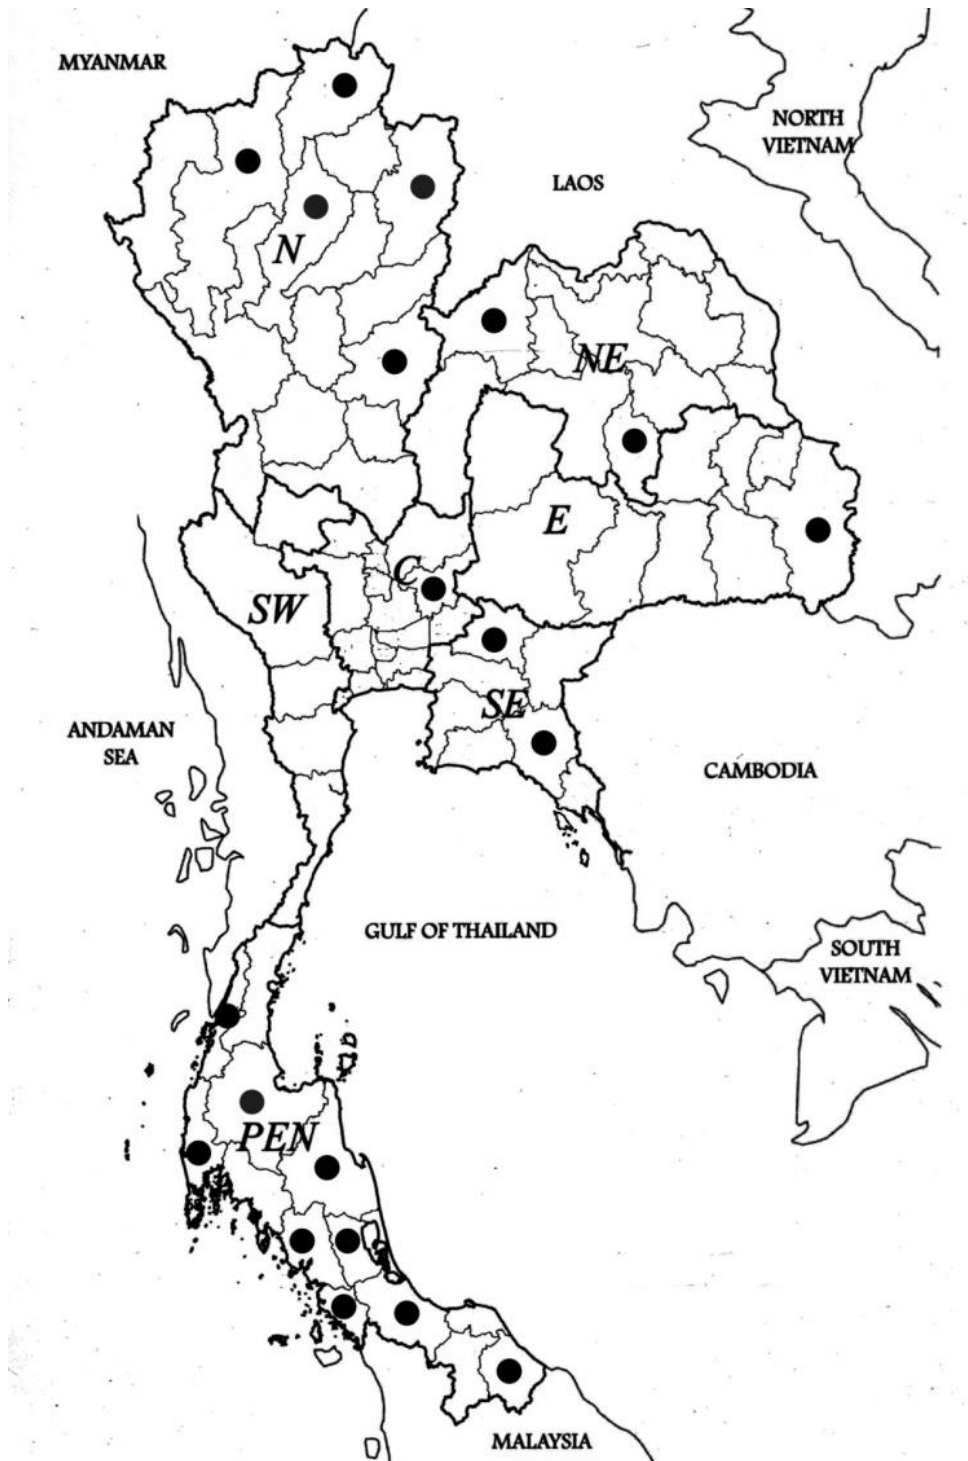 MYANMAR
NORTH
VIETNAM
LAOS
N
NE
E
C
SW
SE
ANDAMAN
SEA
CAMBODIA
GULF OF THAILAND
SOUTH
VIETNAM
PEN
MALAYSIA